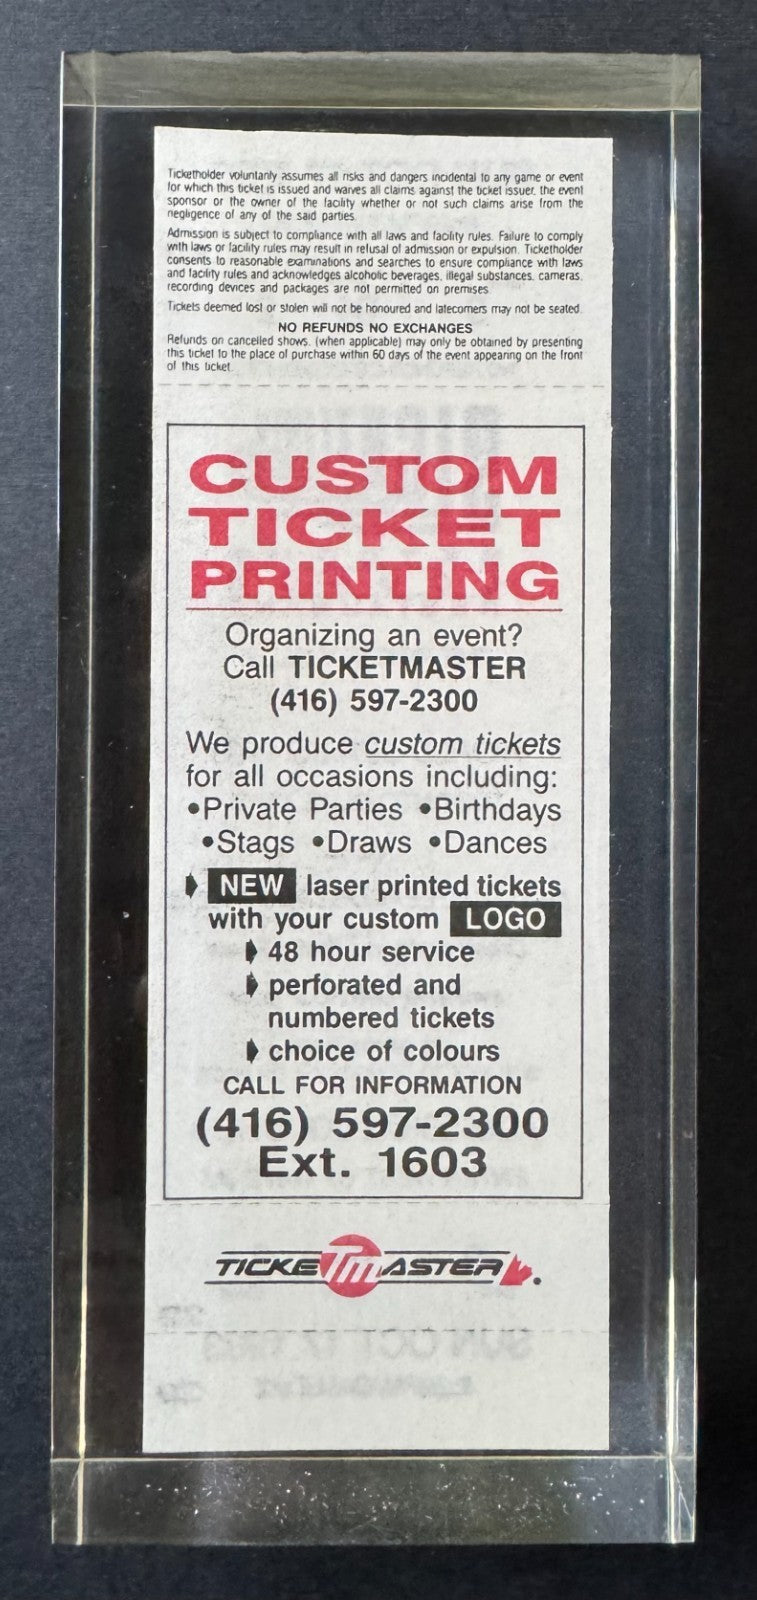 Ticketholder voluntarily assumes all risks and dangers incidental to any game or event
for which this ticket is issued and waives all claims against the ticket issuer, the event
sponsor or the owner of the facility whether or not such claims arise from the
negligence of any of the said parties.
Admission is subject to compliance with all laws and facility rules. Failure to comply
with laws or facility rules may result in refusal of admission or expulsion. Ticketholder
consents to reasonable examinations and searches to ensure compliance with laws
and facility rules and acknowledges alcoholic beverages, illegal substances, cameras,
recording devices and packages are not permitted on premises.
Tickets deemed lost or stolen will not be honoured and latecomers may not be seated.
NO REFUNDS NO EXCHANGES
Refunds on cancelled shows, (when applicable) may only be obtained by presenting
this ticket to the place of purchase within 60 days of the event appearing on the front
of this ticket.
CUSTOM
TICKET
PRINTING
Organizing an event?
Call TICKETMASTER
(416) 597-2300
We produce custom tickets
for all occasions including:
•Private Parties •Birthdays
•Stags •Draws •Dances
NEW laser printed tickets
with your custom LOGO
48 hour service
perforated and
numbered tickets
choice of colours
CALL FOR INFORMATION
(416) 597-2300
Ext. 1603
TICKETMASTER
SUN OCT 17, 1993